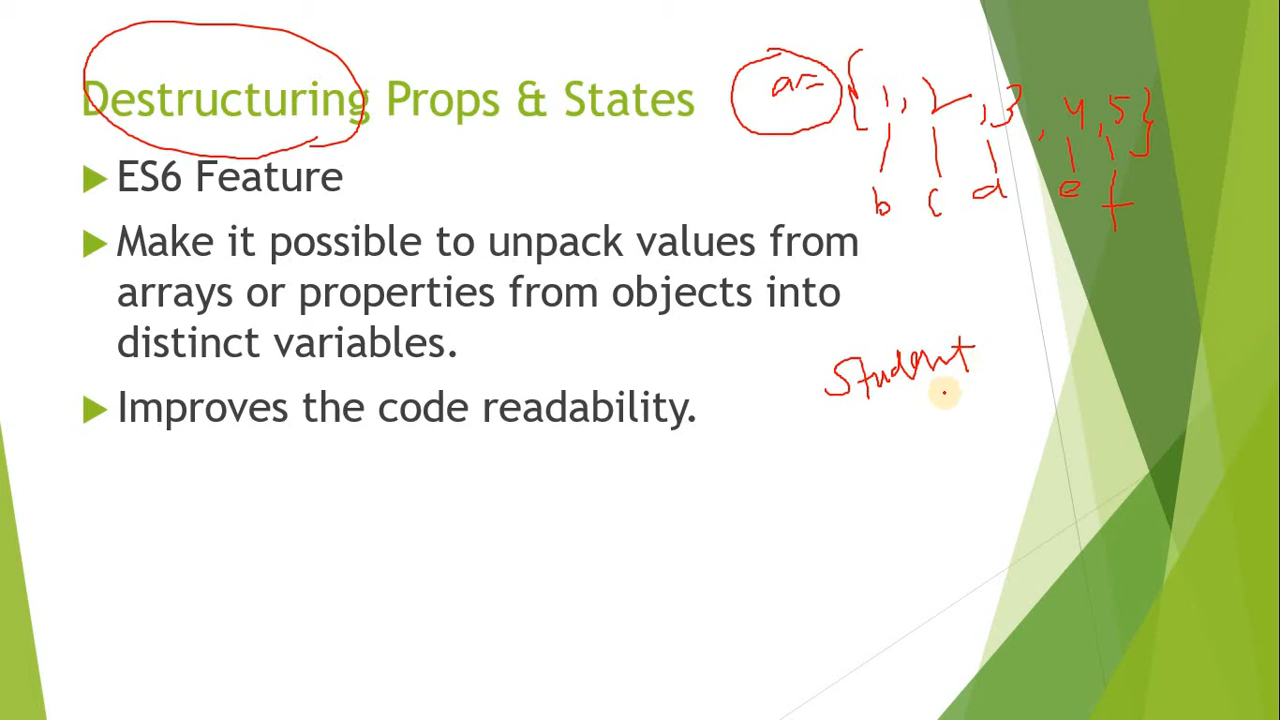 Destructuring Props & States
a= {1, 2, 3, 4, 5}
b c d e f
ES6 Feature
Make it possible to unpack values from
arrays or properties from objects into
distinct variables.
Student
Improves the code readability.